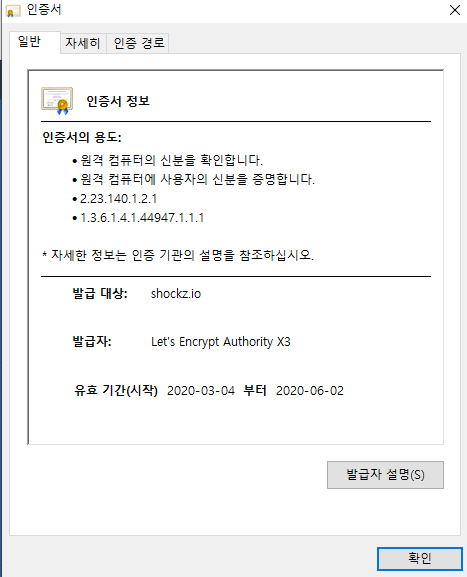 인증서
일반 자세히 인증 경로
인증서 정보
인증서의 용도:
• 원격 컴퓨터의 신분을 확인합니다.
• 원격 컴퓨터에 사용자의 신분을 증명합니다.
• 2.23.140.1.2.1
• 1.3.6.1.4.1.44947.1.1.1
* 자세한 정보는 인증 기관의 설명을 참조하십시오.
발급 대상: shockz.io
발급자: Let's Encrypt Authority X3
유효 기간(시작) 2020-03-04 부터 2020-06-02
발급자 설명(S)
확인